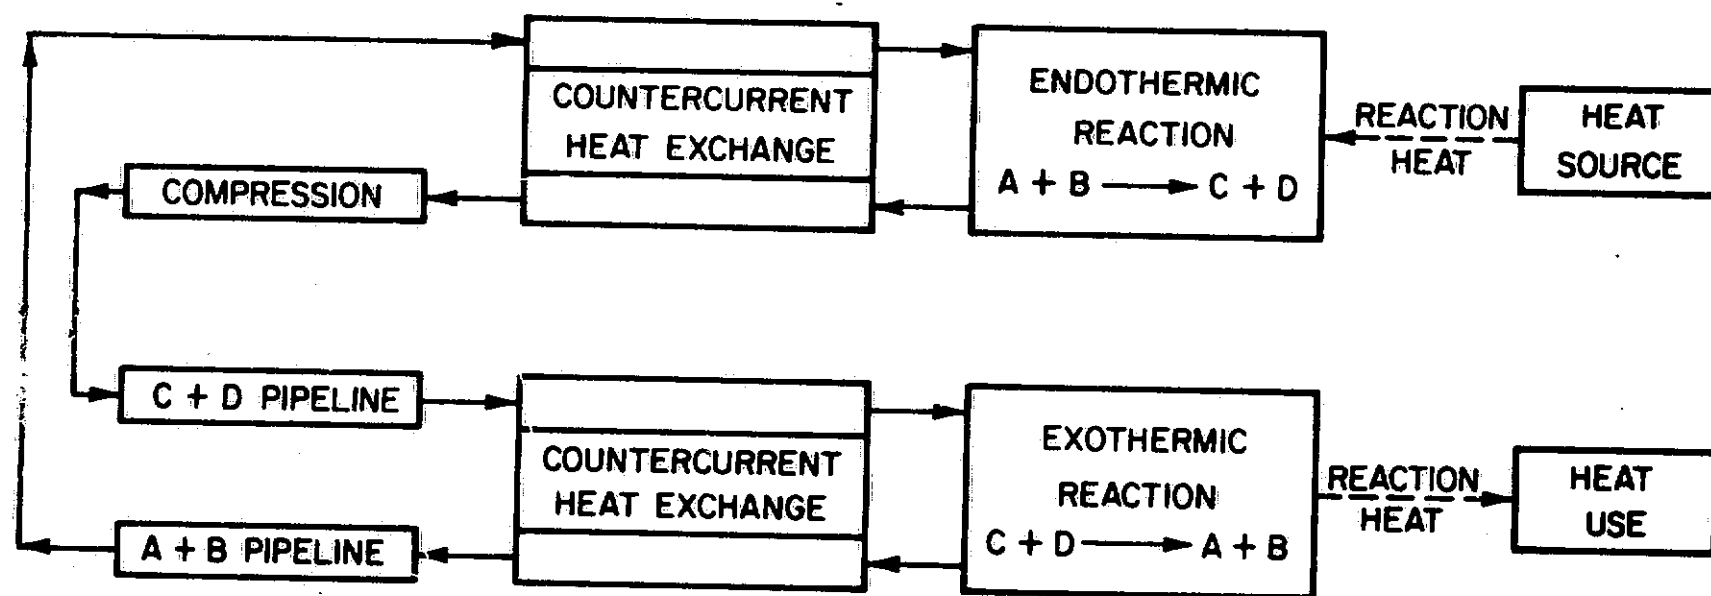 COUNTERCURRENT
HEAT EXCHANGE
ENDOTHERMIC
REACTION
A + B → C + D
REACTION
HEAT
HEAT
SOURCE
COMPRESSION
C + D PIPELINE
COUNTERCURRENT
HEAT EXCHANGE
EXOTHERMIC
REACTION
C + D → A + B
REACTION
HEAT
HEAT
USE
A + B PIPELINE